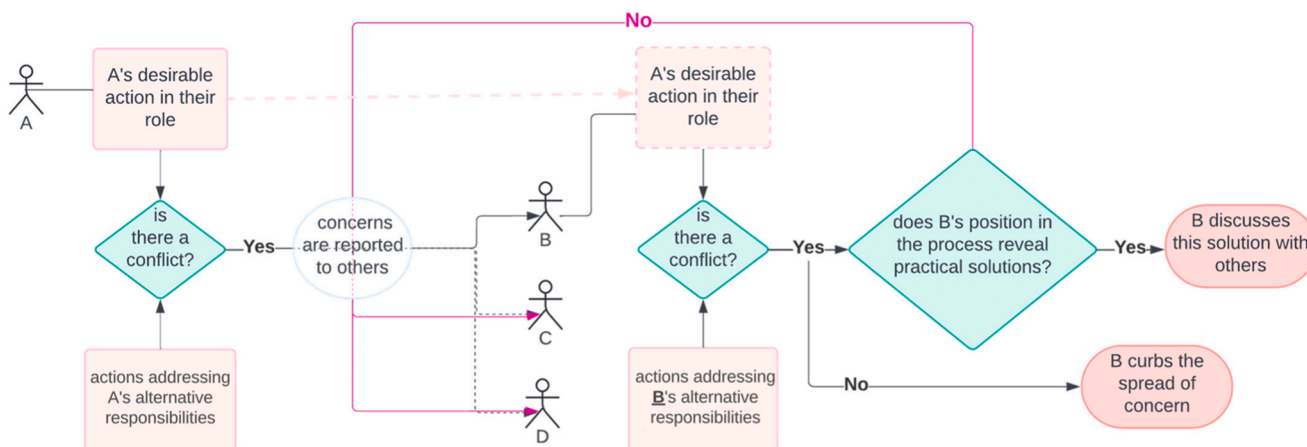 No
A's desirable
action in their
role
A
is
there a
conflict?
Yes
actions addressing
A's alternative
responsibilities
concerns
are reported
to others
B
C
D
A's desirable
action in their
role
is
there a
conflict?
Yes
actions addressing
B's alternative
responsibilities
does B's position in
the process reveal
practical solutions?
Yes
B discusses
this solution with
others
No
B curbs the
spread of
concern